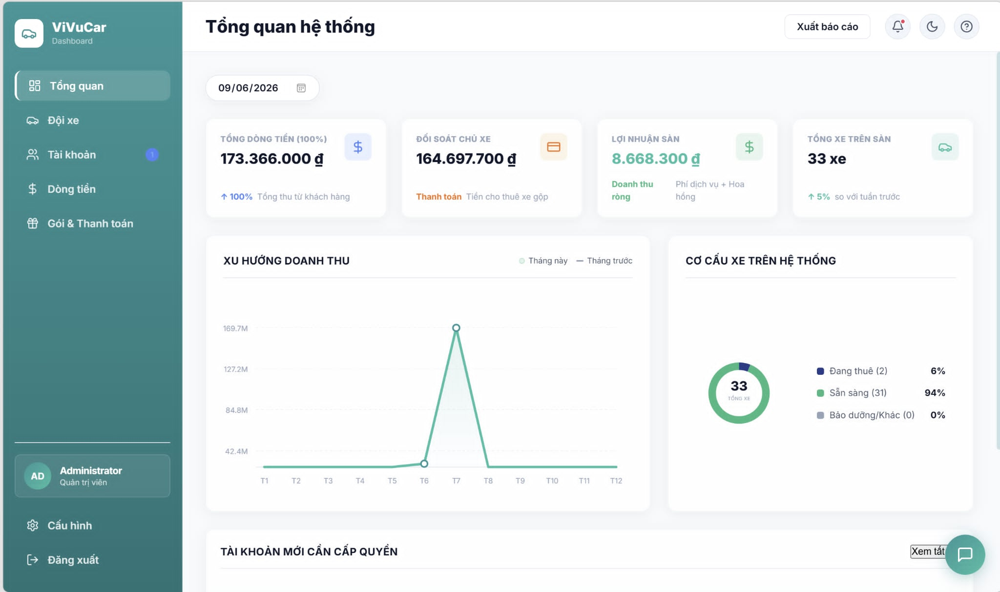 ViVuCar
Dashboard
Tổng quan
Đội xe
Tài khoản
1
Dòng tiền
Gói & Thanh toán
AD
Administrator
Quản trị viên
Cấu hình
Đăng xuất
Tổng quan hệ thống
Xuất báo cáo
09/06/2026
TỔNG DÒNG TIỀN (100%)
173.366.000 ₫
↑ 100% Tổng thu từ khách hàng
ĐỐI SOÁT CHỦ XE
164.697.700 ₫
Thanh toán Tiền cho thuê xe gộp
LỢI NHUẬN SÀN
8.668.300 ₫
Doanh thu ròng
Phí dịch vụ + Hoa hồng
TỔNG XE TRÊN SÀN
33 xe
↑ 5% so với tuần trước
XU HƯỚNG DOANH THU
Tháng này
Tháng trước
169.7M
127.2M
84.8M
42.4M
T1 T2 T3 T4 T5 T6 T7 T8 T9 T10 T11 T12
CƠ CẤU XE TRÊN HỆ THỐNG
33
TỔNG XE
Đang thuê (2) 6%
Sẵn sàng (31) 94%
Bảo dưỡng/Khác (0) 0%
TÀI KHOẢN MỚI CẦN CẤP QUYỀN
Xem tất